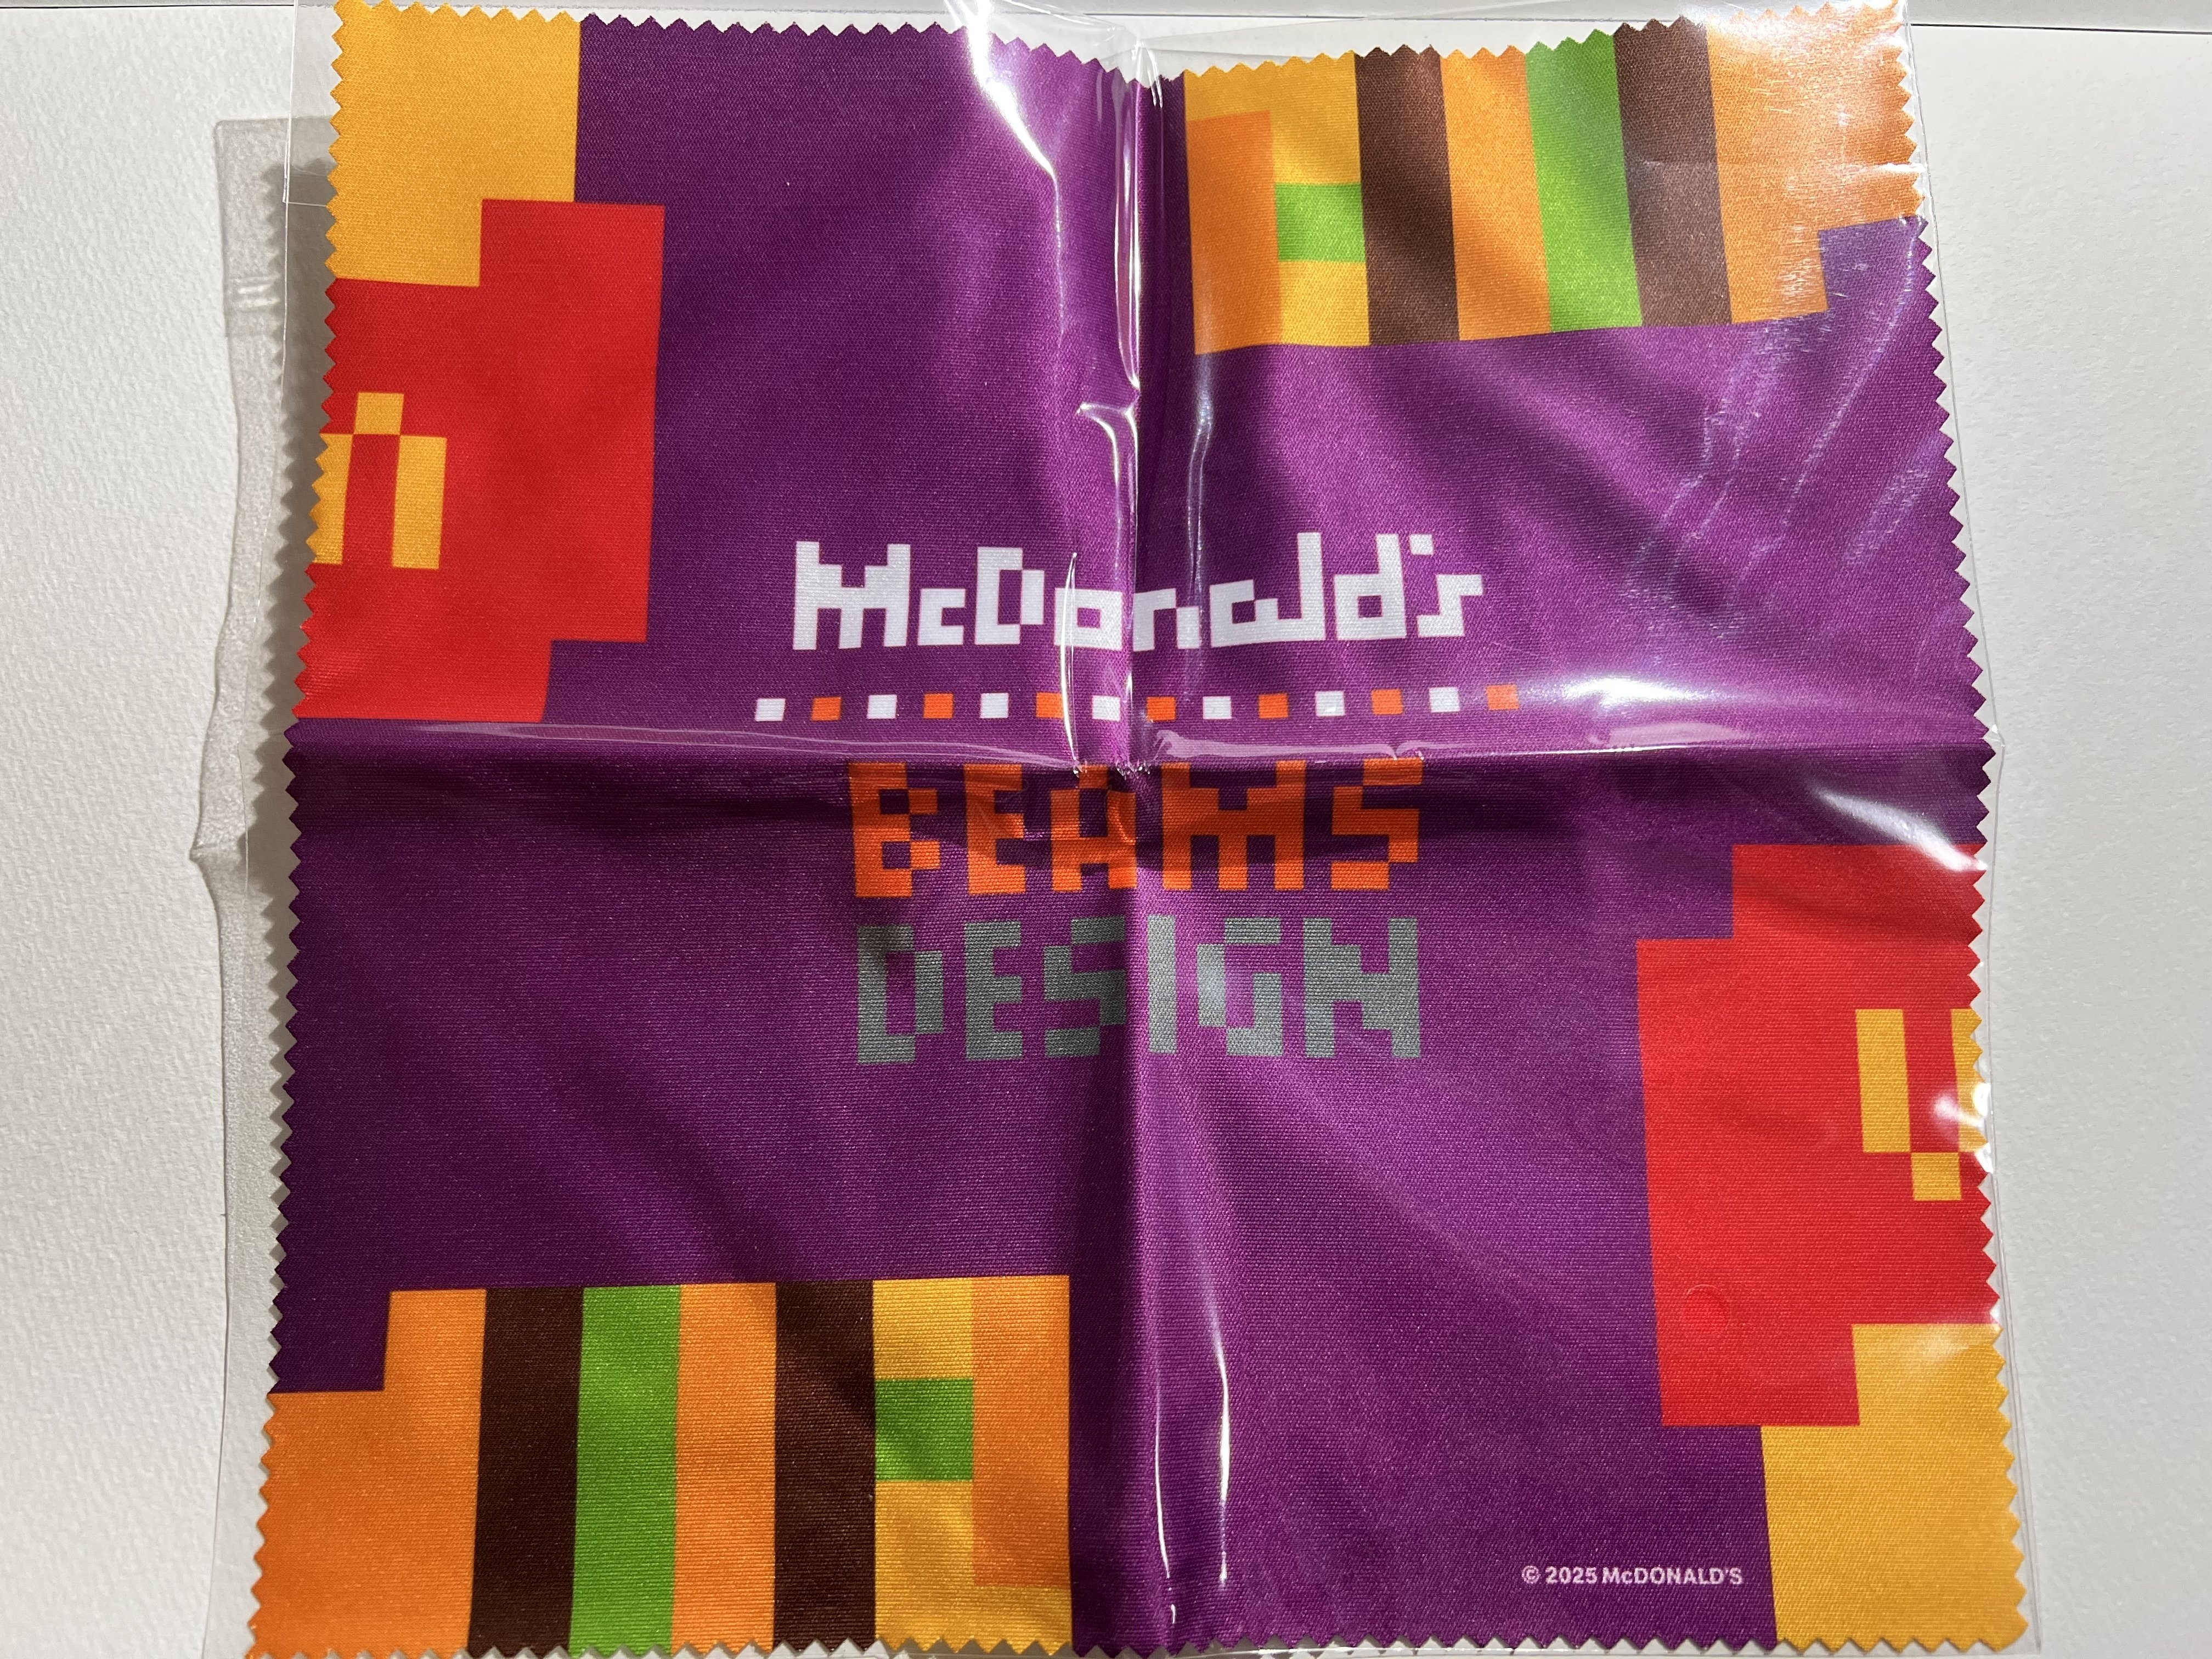 McDonald's
BEAMS
DESIGN
© 2025 McDONALD'S